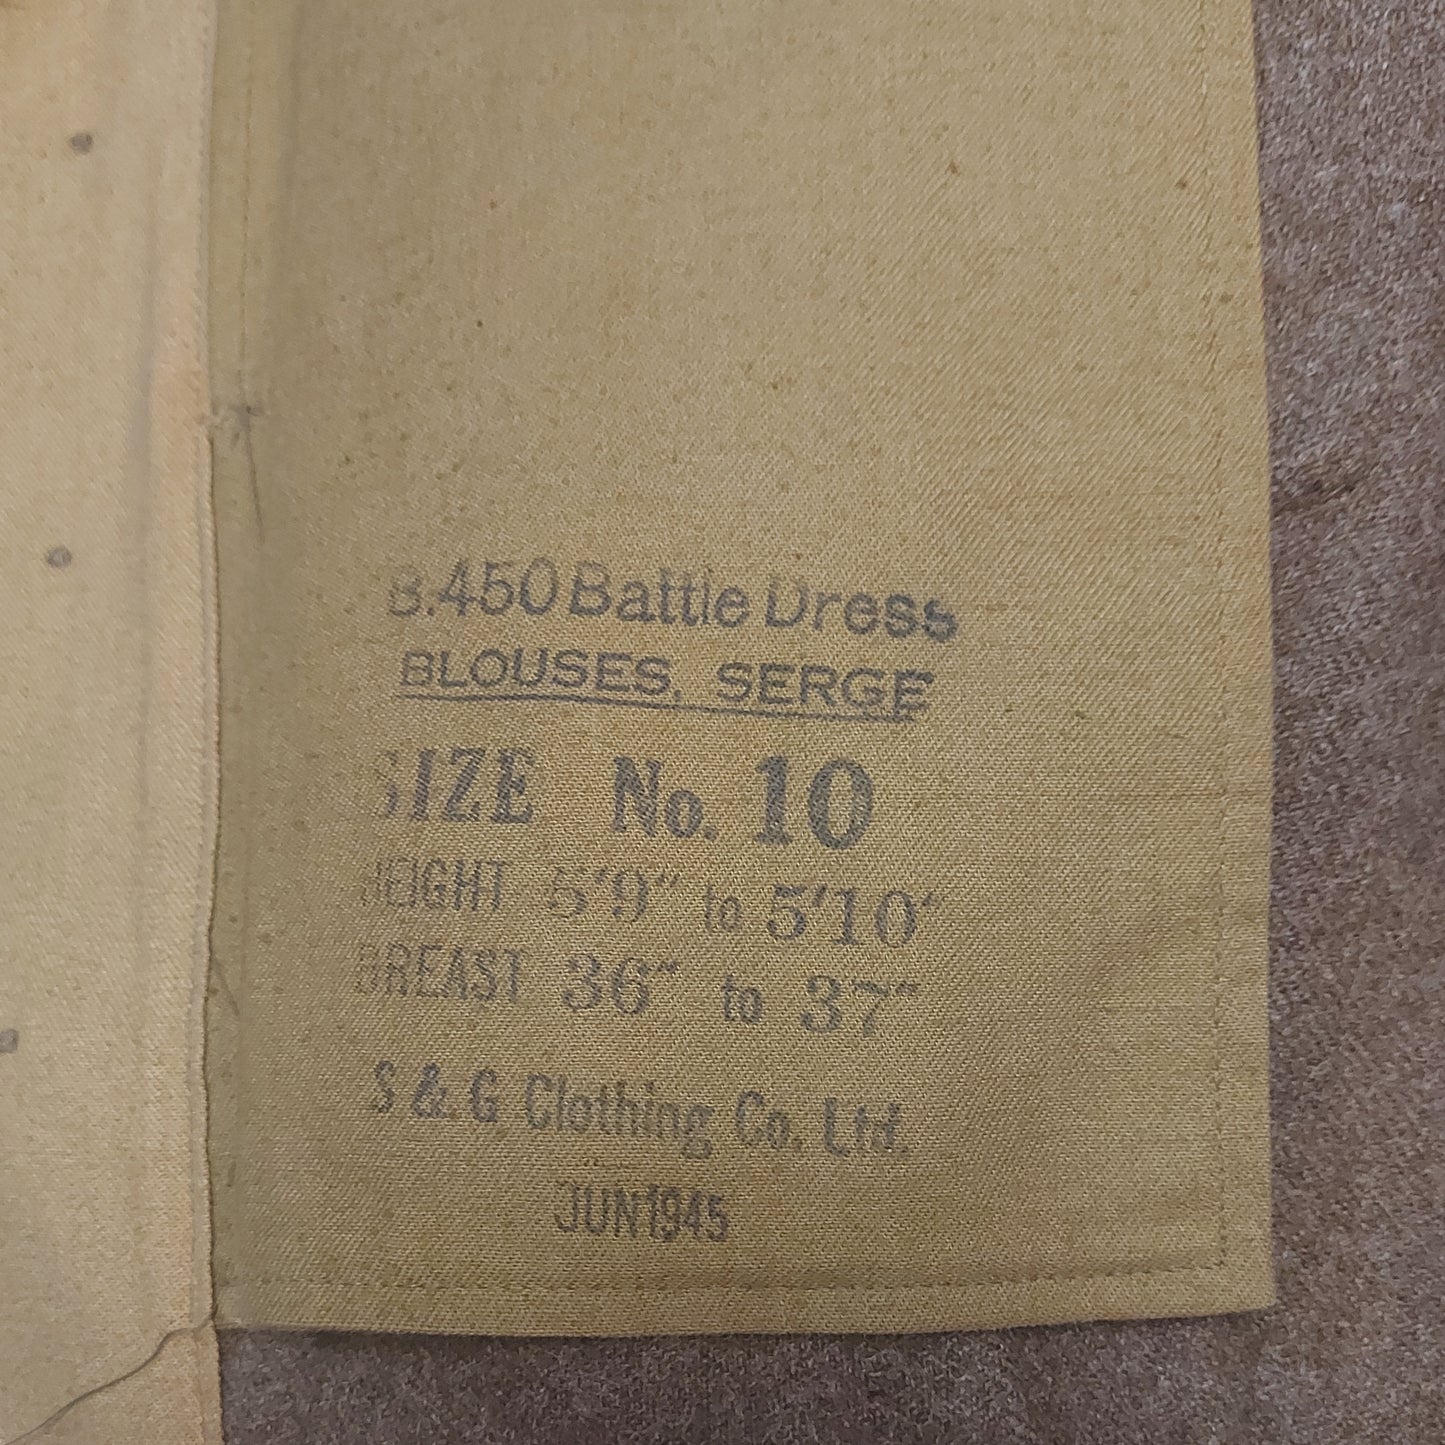 B.450 Battle Dress
BLOUSES, SERGE
SIZE No. 10
HEIGHT 5'9" to 5'10"
BREAST 36" to 37"
S & G Clothing Co. Ltd.
JUN 1945